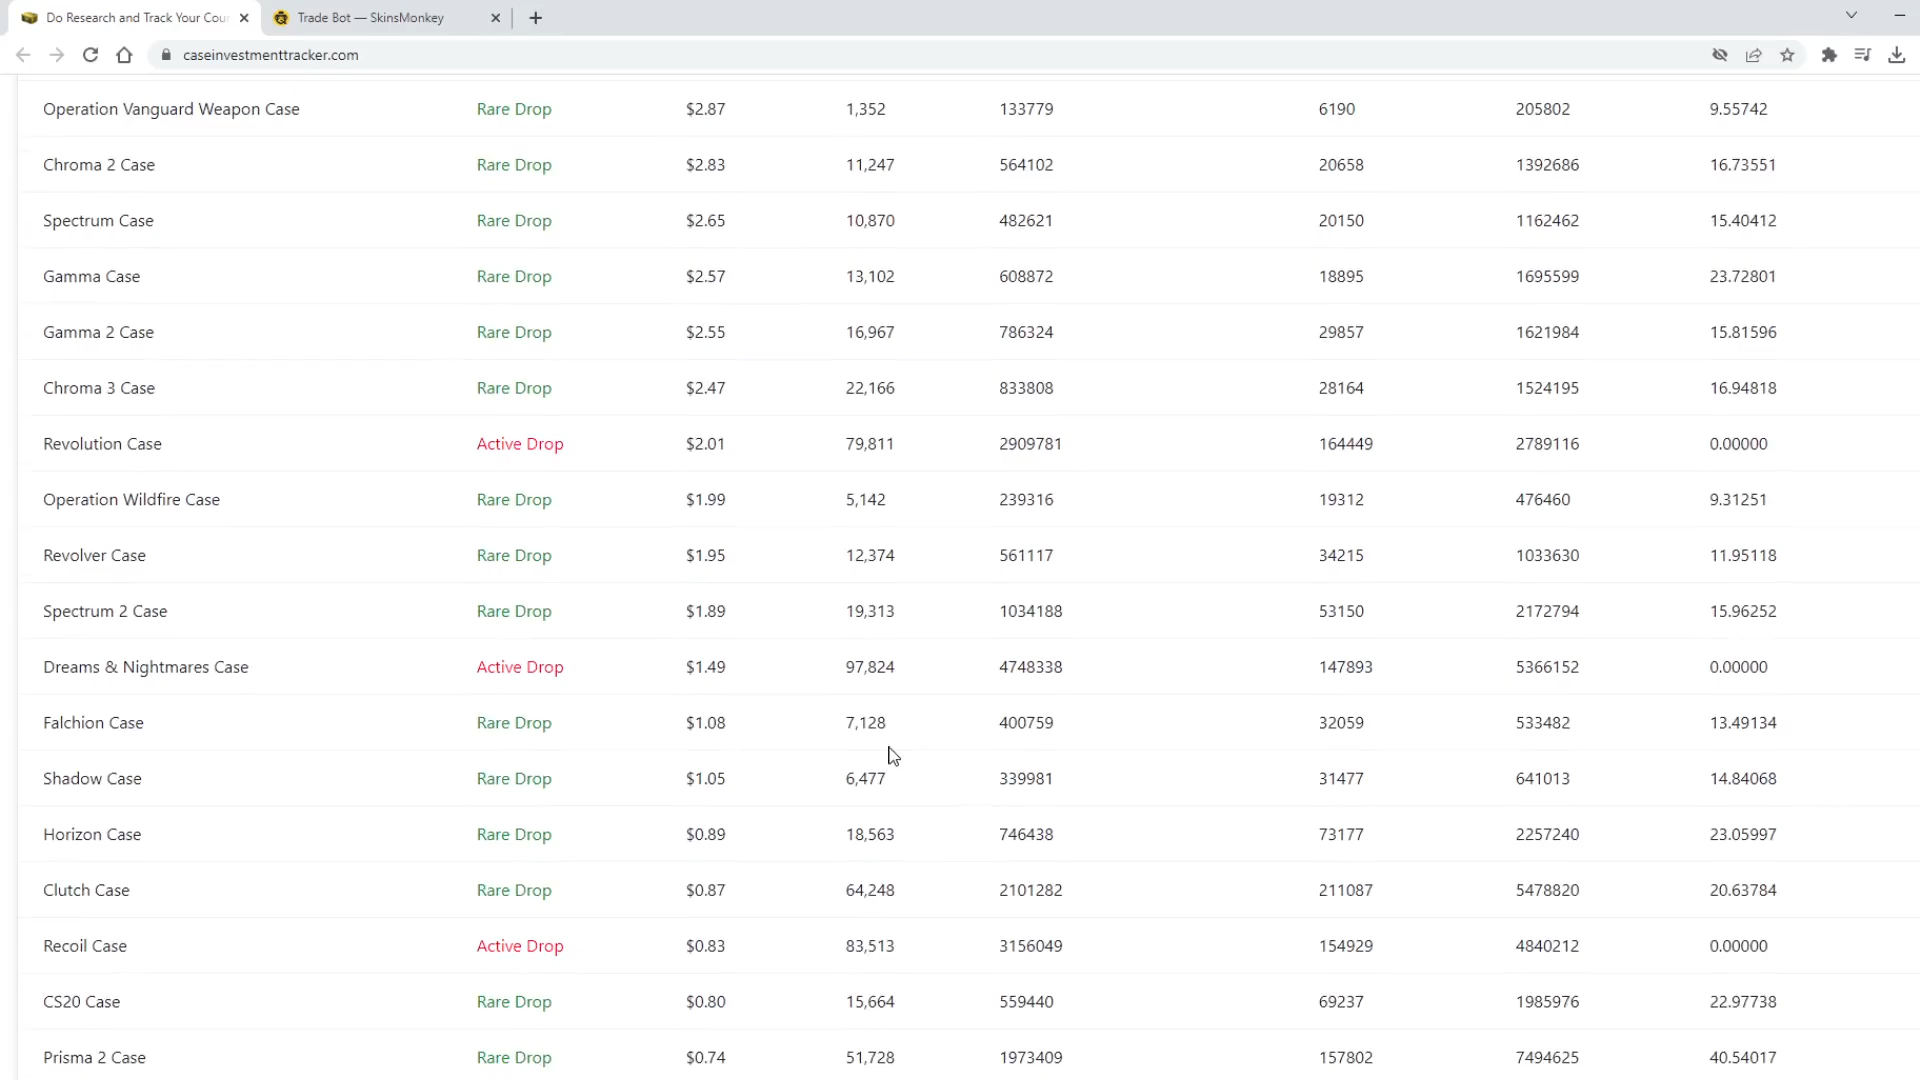 Do Research and Track Your Cou
Trade Bot — SkinsMonkey
caseinvestmenttracker.com
Operation Vanguard Weapon Case Rare Drop $2.87 1,352 133779 6190 205802 9.55742
Chroma 2 Case Rare Drop $2.83 11,247 564102 20658 1392686 16.73551
Spectrum Case Rare Drop $2.65 10,870 482621 20150 1162462 15.40412
Gamma Case Rare Drop $2.57 13,102 608872 18895 1695599 23.72801
Gamma 2 Case Rare Drop $2.55 16,967 786324 29857 1621984 15.81596
Chroma 3 Case Rare Drop $2.47 22,166 833808 28164 1524195 16.94818
Revolution Case Active Drop $2.01 79,811 2909781 164449 2789116 0.00000
Operation Wildfire Case Rare Drop $1.99 5,142 239316 19312 476460 9.31251
Revolver Case Rare Drop $1.95 12,374 561117 34215 1033630 11.95118
Spectrum 2 Case Rare Drop $1.89 19,313 1034188 53150 2172794 15.96252
Dreams & Nightmares Case Active Drop $1.49 97,824 4748338 147893 5366152 0.00000
Falchion Case Rare Drop $1.08 7,128 400759 32059 533482 13.49134
Shadow Case Rare Drop $1.05 6,477 339981 31477 641013 14.84068
Horizon Case Rare Drop $0.89 18,563 746438 73177 2257240 23.05997
Clutch Case Rare Drop $0.87 64,248 2101282 211087 5478820 20.63784
Recoil Case Active Drop $0.83 83,513 3156049 154929 4840212 0.00000
CS20 Case Rare Drop $0.80 15,664 559440 69237 1985976 22.97738
Prisma 2 Case Rare Drop $0.74 51,728 1973409 157802 7494625 40.54017